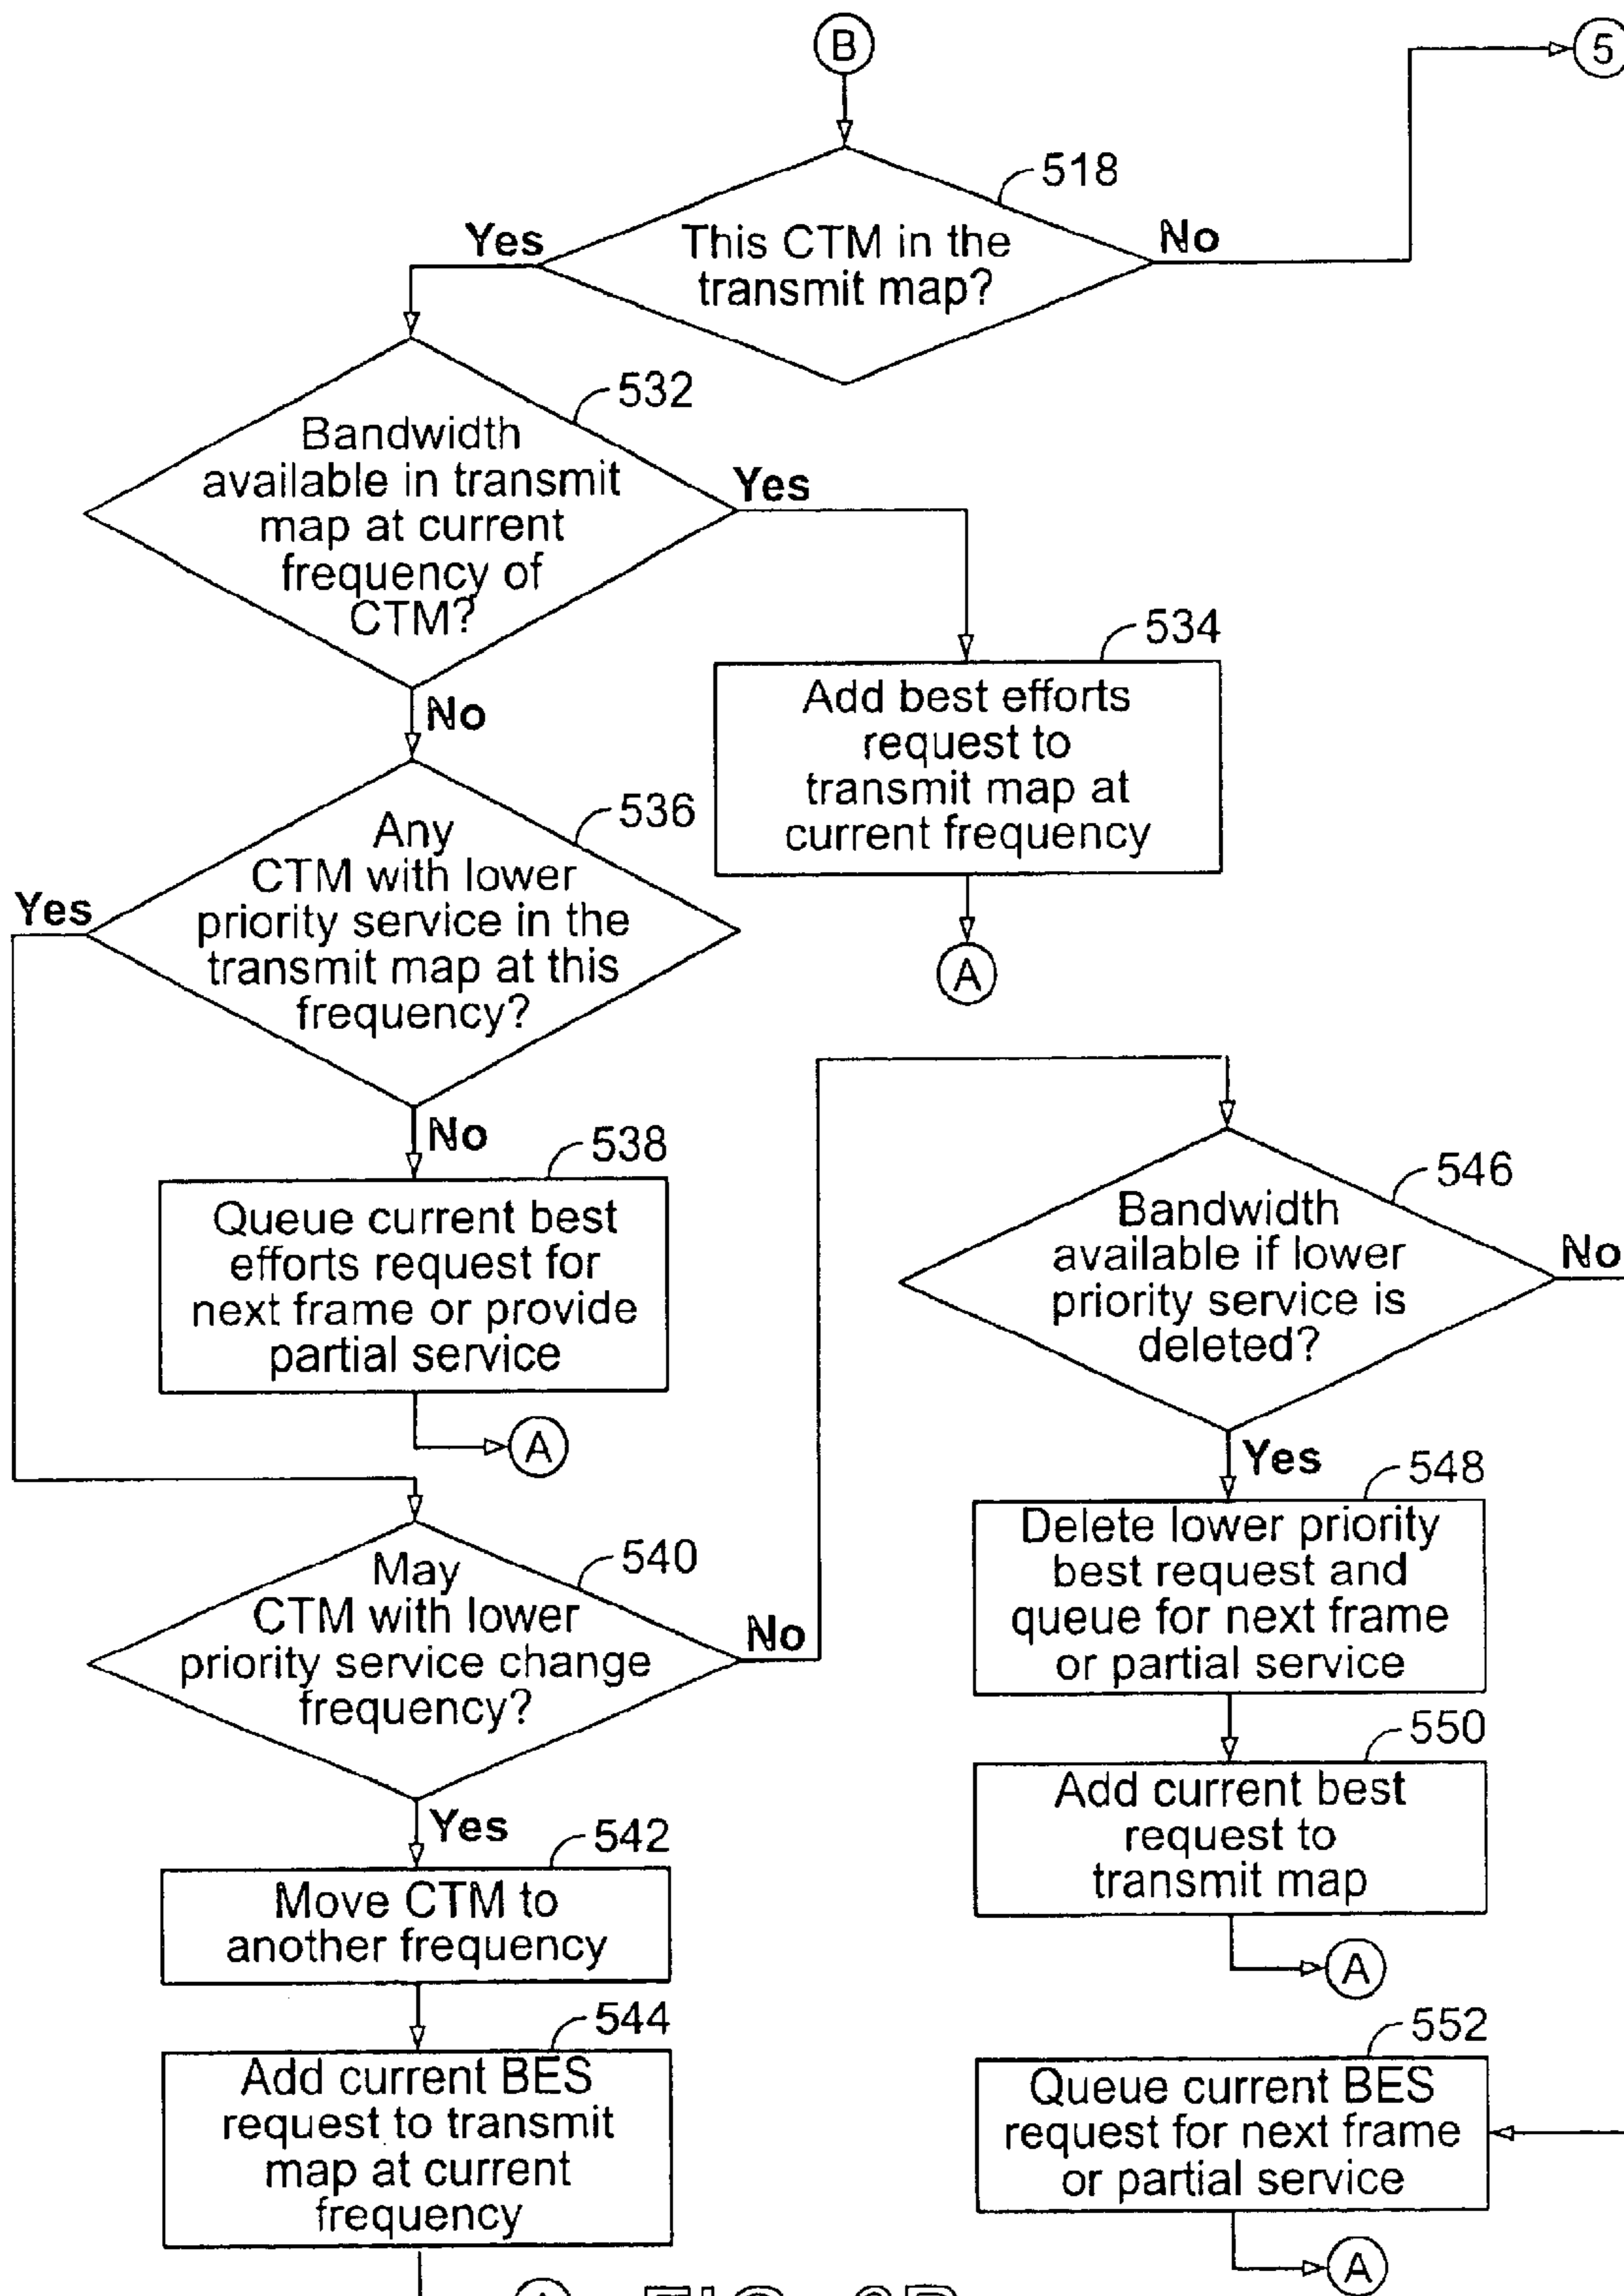 B
5
518
Yes
This CTM in the
transmit map?
No
532
Bandwidth
available in transmit
map at current
frequency of
CTM?
Yes
No
534
Add best efforts
request to
transmit map at
current frequency
A
536
Any
CTM with lower
priority service in the
transmit map at this
frequency?
Yes
No
538
Queue current best
efforts request for
next frame or provide
partial service
A
540
May
CTM with lower
priority service change
frequency?
No
Yes
542
Move CTM to
another frequency
544
Add current BES
request to transmit
map at current
frequency
546
Bandwidth
available if lower
priority service is
deleted?
No
Yes
548
Delete lower priority
best request and
queue for next frame
or partial service
550
Add current best
request to
transmit map
A
552
Queue current BES
request for next frame
or partial service
A